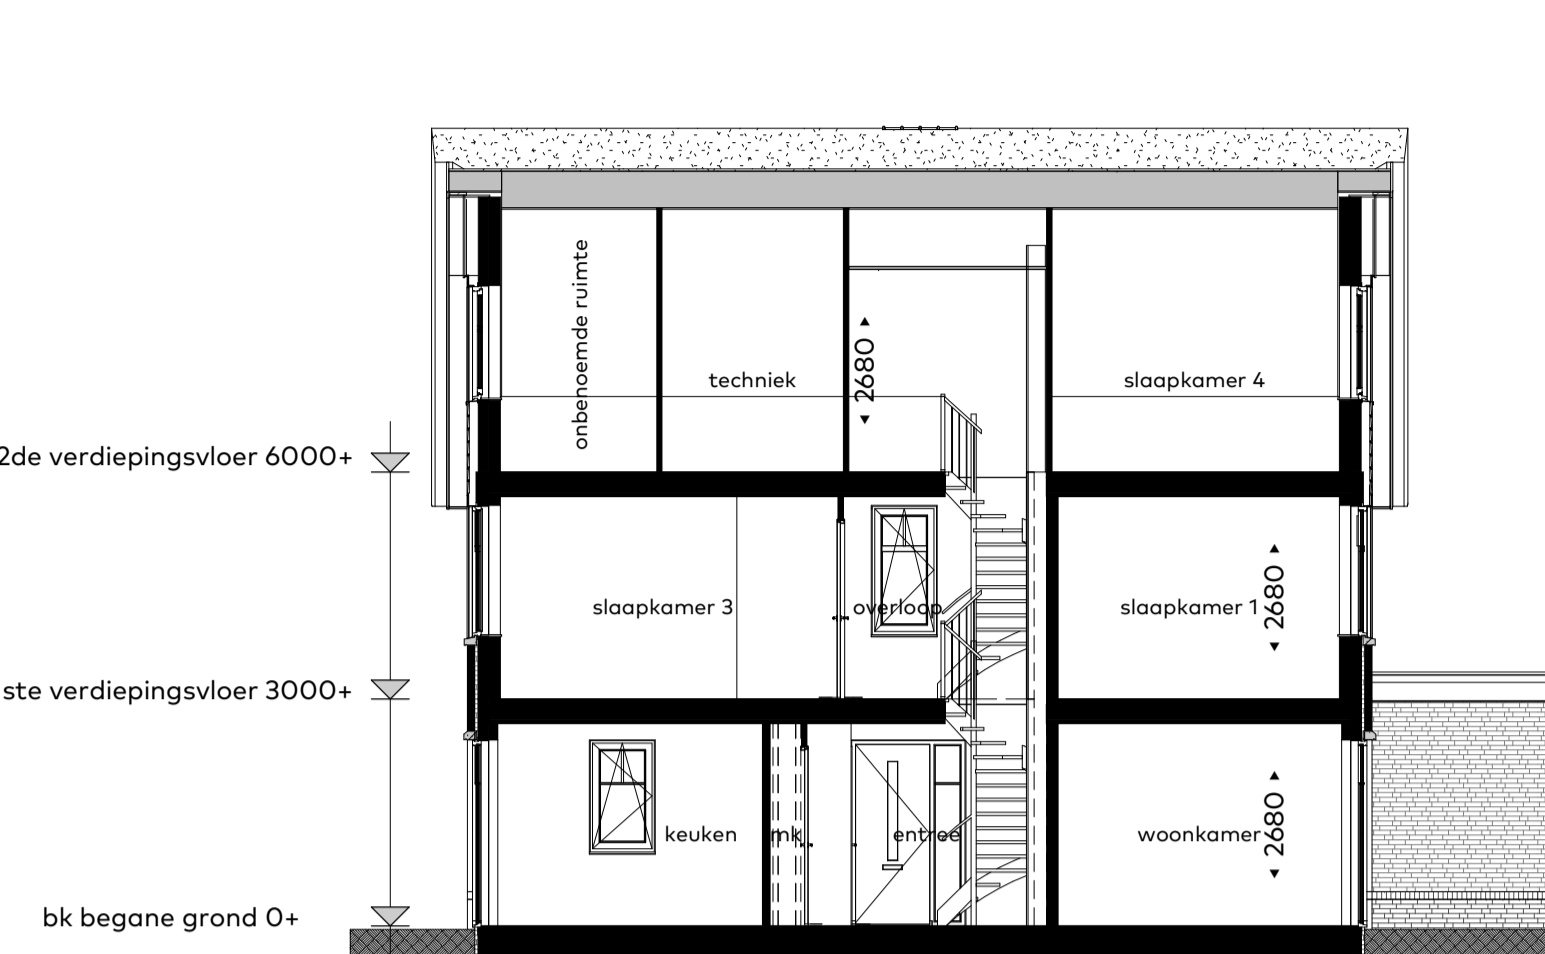 onbenoemde ruimte
techniek
2680
slaapkamer 4
2de verdiepingsvloer 6000+
slaapkamer 3
overloop
slaapkamer 1
2680
ste verdiepingsvloer 3000+
keuken
mk
entree
woonkamer
2680
bk begane grond 0+